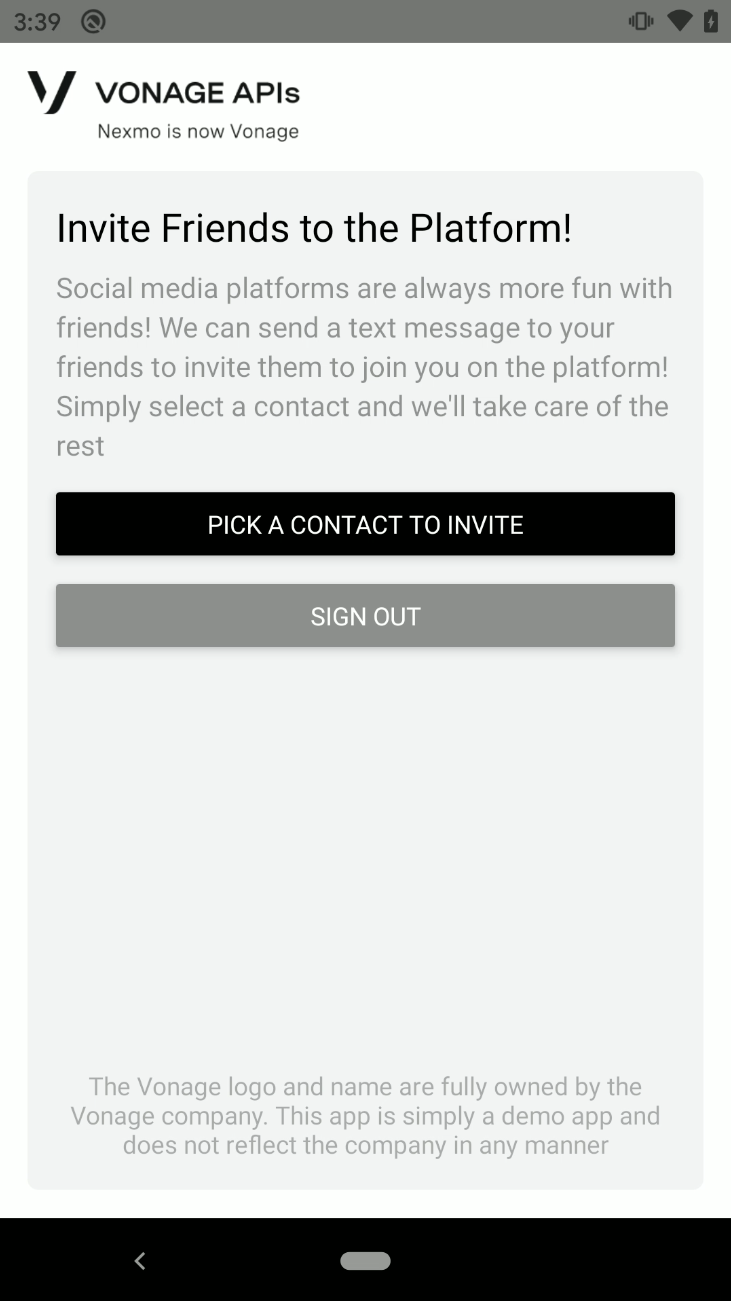 3:39
VONAGE APIs
Nexmo is now Vonage
Invite Friends to the Platform!
Social media platforms are always more fun with
friends! We can send a text message to your
friends to invite them to join you on the platform!
Simply select a contact and we'll take care of the
rest
PICK A CONTACT TO INVITE
SIGN OUT
The Vonage logo and name are fully owned by the
Vonage company. This app is simply a demo app and
does not reflect the company in any manner